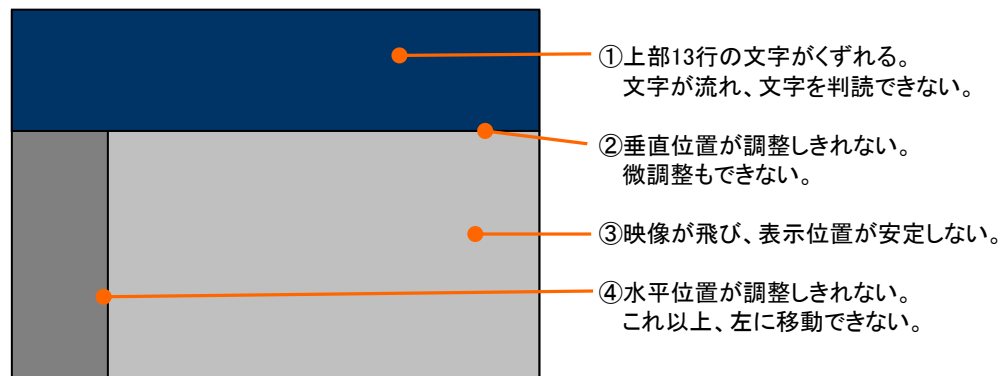 ①上部13行の文字がくずれる。
文字が流れ、文字を判読できない。
②垂直位置が調整しきれない。
微調整もできない。
③映像が飛び、表示位置が安定しない。
④水平位置が調整しきれない。
これ以上、左に移動できない。